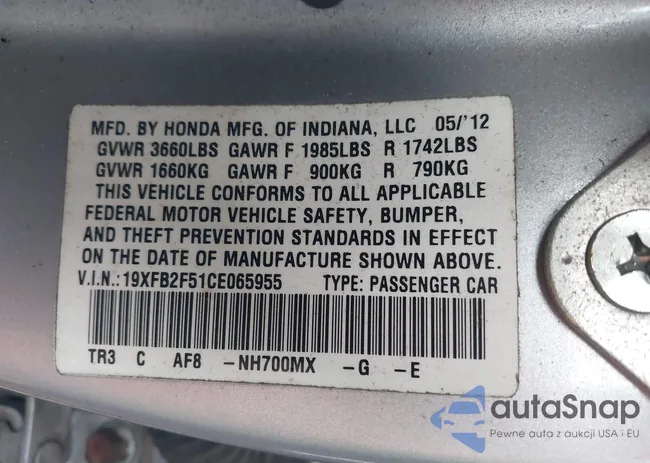 MFD. BY HONDA MFG. OF INDIANA, LLC 05/'12
GVWR 3660LBS GAWR F 1985LBS R 1742LBS
GVWR 1660KG GAWR F 900KG R 790KG
THIS VEHICLE CONFORMS TO ALL APPLICABLE
FEDERAL MOTOR VEHICLE SAFETY, BUMPER,
AND THEFT PREVENTION STANDARDS IN EFFECT
ON THE DATE OF MANUFACTURE SHOWN ABOVE.
V.I.N.:19XFB2F51CE065955 TYPE: PASSENGER CAR
TR3 C AF8 -NH700MX -G -E
autaSnap
Pewne auta z aukcji USA i EU